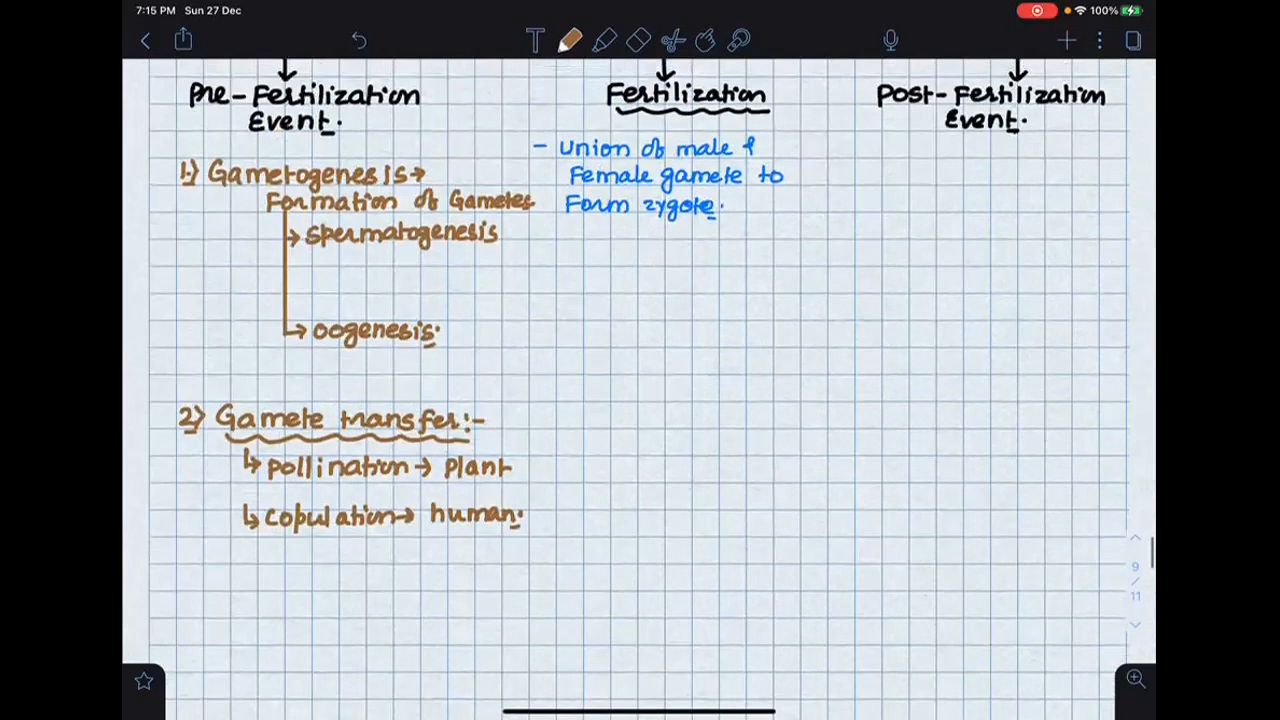 7:15 PM Sun 27 Dec
100%
Pre-Fertilization
Event.
1.) Gametogenesis→
Formation of Gametes
→ Spermatogenesis
→ oogenesis.
2) Gamete transfer:-
↳ pollination → plant
↳ copulation → human.
Fertilization
- Union of male &
Female gamete to
Form zygote.
Post-Fertilization
Event.
9
/
11